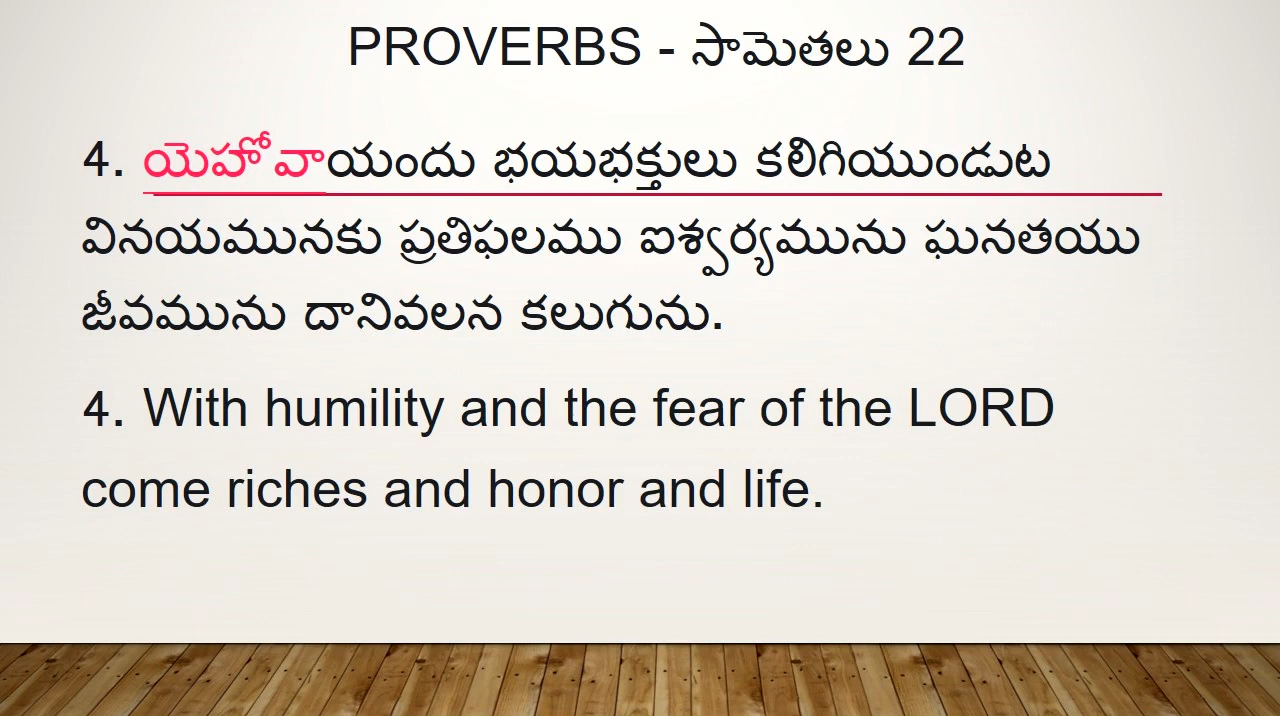 PROVERBS - సామెతలు 22
4. యెహోవాయందు భయభక్తులు కలిగియుండుట
వినయమునకు ప్రతిఫలము ఐశ్వర్యమును ఘనతయు
జీవమును దానివలన కలుగును.
4. With humility and the fear of the LORD
come riches and honor and life.